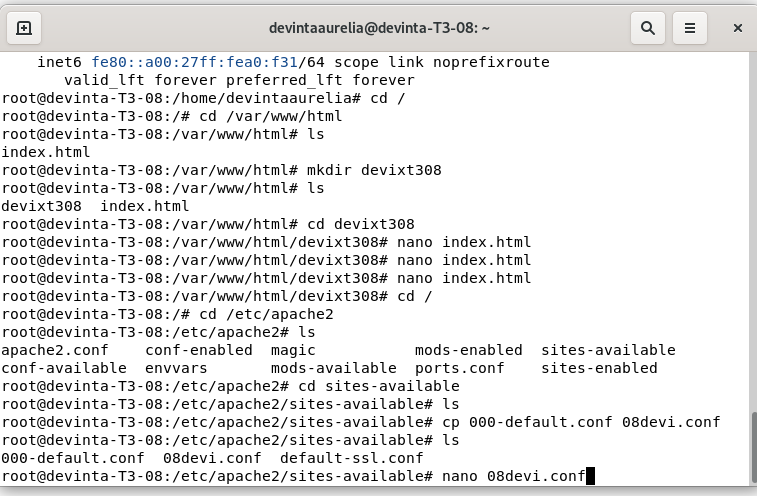 devintaaurelia@devinta-T3-08: ~
inet6 fe80::a00:27ff:fea0:f31/64 scope link noprefixroute
valid_lft forever preferred_lft forever
root@devinta-T3-08:/home/devintaaurelia# cd /
root@devinta-T3-08:/# cd /var/www/html
root@devinta-T3-08:/var/www/html# ls
index.html
root@devinta-T3-08:/var/www/html# mkdir devixt308
root@devinta-T3-08:/var/www/html# ls
devixt308  index.html
root@devinta-T3-08:/var/www/html# cd devixt308
root@devinta-T3-08:/var/www/html/devixt308# nano index.html
root@devinta-T3-08:/var/www/html/devixt308# nano index.html
root@devinta-T3-08:/var/www/html/devixt308# nano index.html
root@devinta-T3-08:/var/www/html/devixt308# cd /
root@devinta-T3-08:/# cd /etc/apache2
root@devinta-T3-08:/etc/apache2# ls
apache2.conf    conf-enabled  magic           mods-enabled  sites-available
conf-available  envvars       mods-available  ports.conf    sites-enabled
root@devinta-T3-08:/etc/apache2# cd sites-available
root@devinta-T3-08:/etc/apache2/sites-available# ls
root@devinta-T3-08:/etc/apache2/sites-available# cp 000-default.conf 08devi.conf
root@devinta-T3-08:/etc/apache2/sites-available# ls
000-default.conf  08devi.conf  default-ssl.conf
root@devinta-T3-08:/etc/apache2/sites-available# nano 08devi.conf